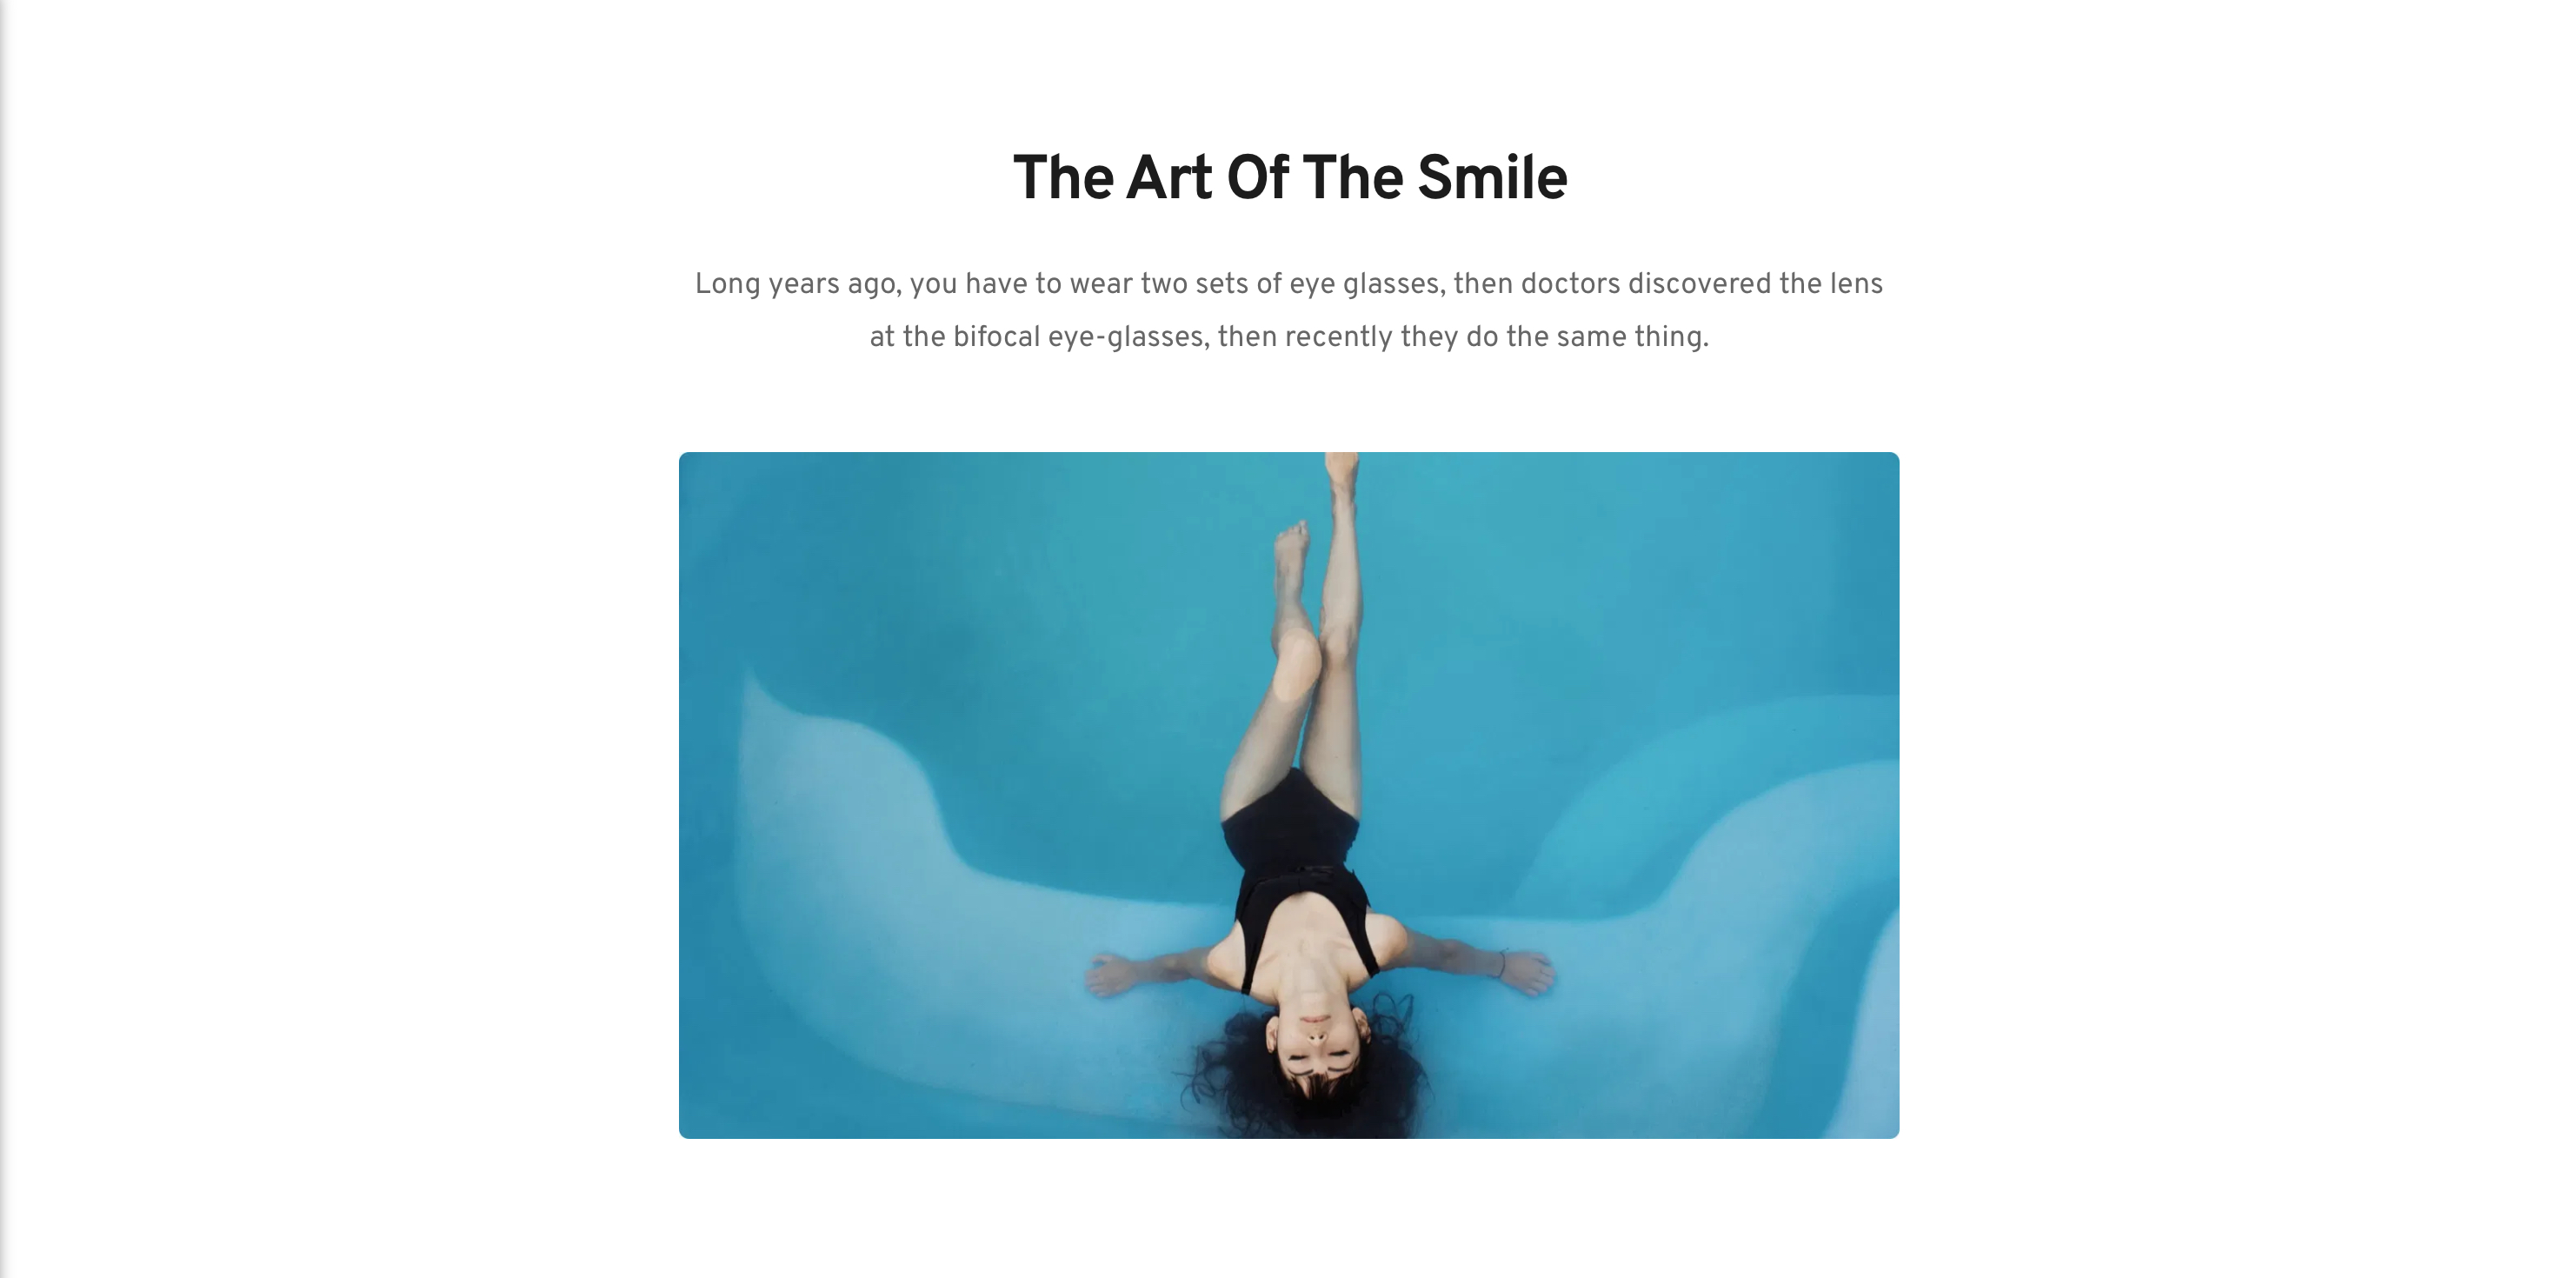 The Art Of The Smile
Long years ago, you have to wear two sets of eye glasses, then doctors discovered the lens
at the bifocal eye-glasses, then recently they do the same thing.